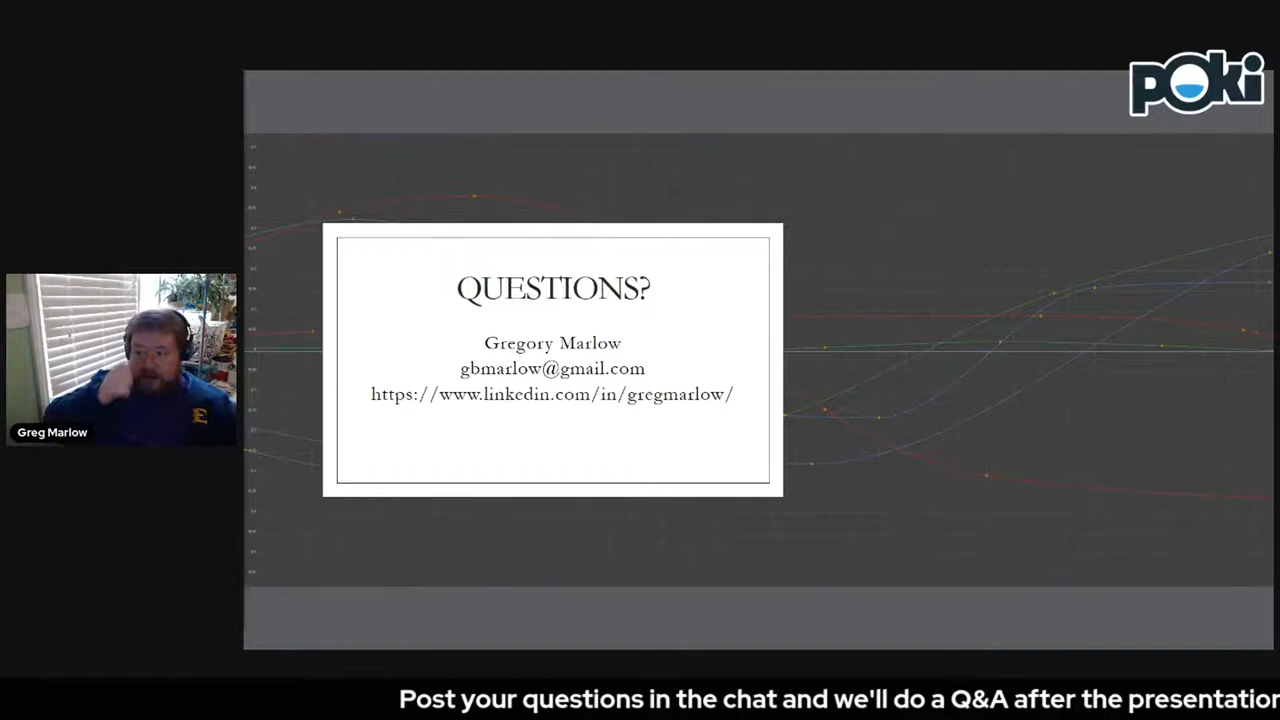 poki
QUESTIONS?
Gregory Marlow
gbmarlow@gmail.com
https://www.linkedin.com/in/gregmarlow/
E
Greg Marlow
Post your questions in the chat and we'll do a Q&A after the presentation